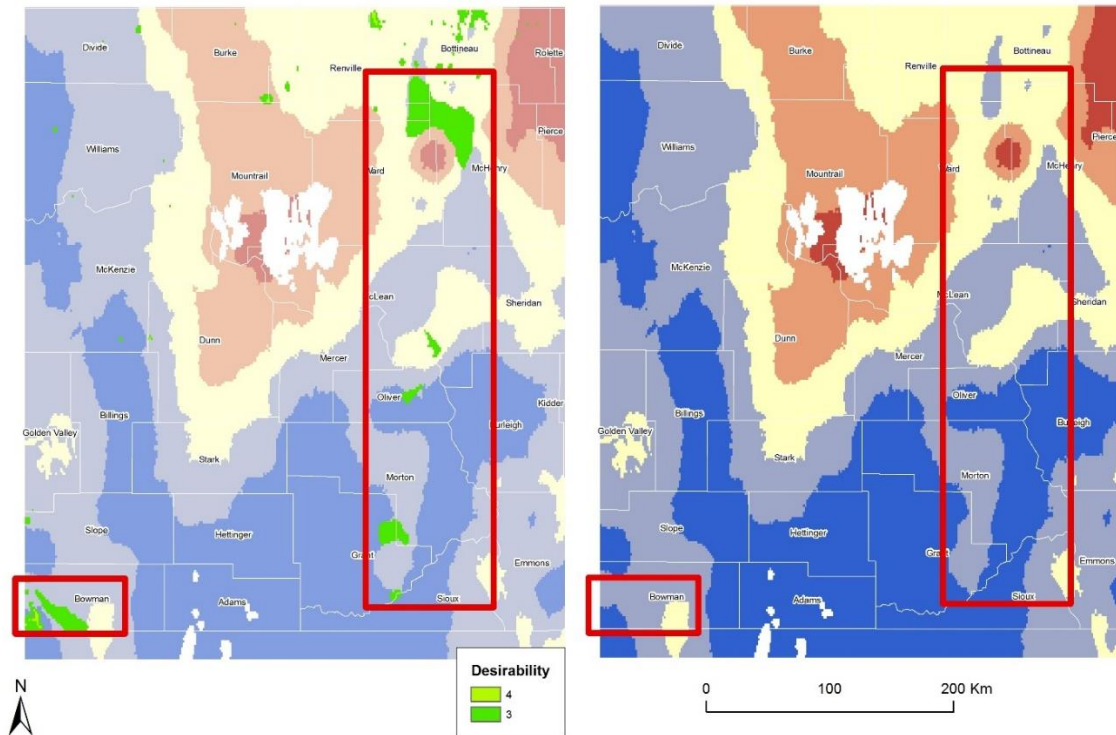 Divide
Burke
Renville
Bottineau
Rolette
Pierce
Williams
Mountrail
Ward
McHenry
McKenzie
McLean
Sheridan
Dunn
Mercer
Oliver
Kidder
Billings
Burleigh
Golden Valley
Stark
Morton
Slope
Hettinger
Grant
Emmons
Bowman
Adams
Sioux
N
Desirability
4
3
Divide
Burke
Renville
Bottineau
Pierce
Williams
Mountrail
Ward
McHenry
McKenzie
McLean
Sheridan
Dunn
Mercer
Oliver
Billings
Burleigh
Golden Valley
Stark
Morton
Slope
Hettinger
Grant
Emmons
Bowman
Adams
Sioux
0 100 200 Km